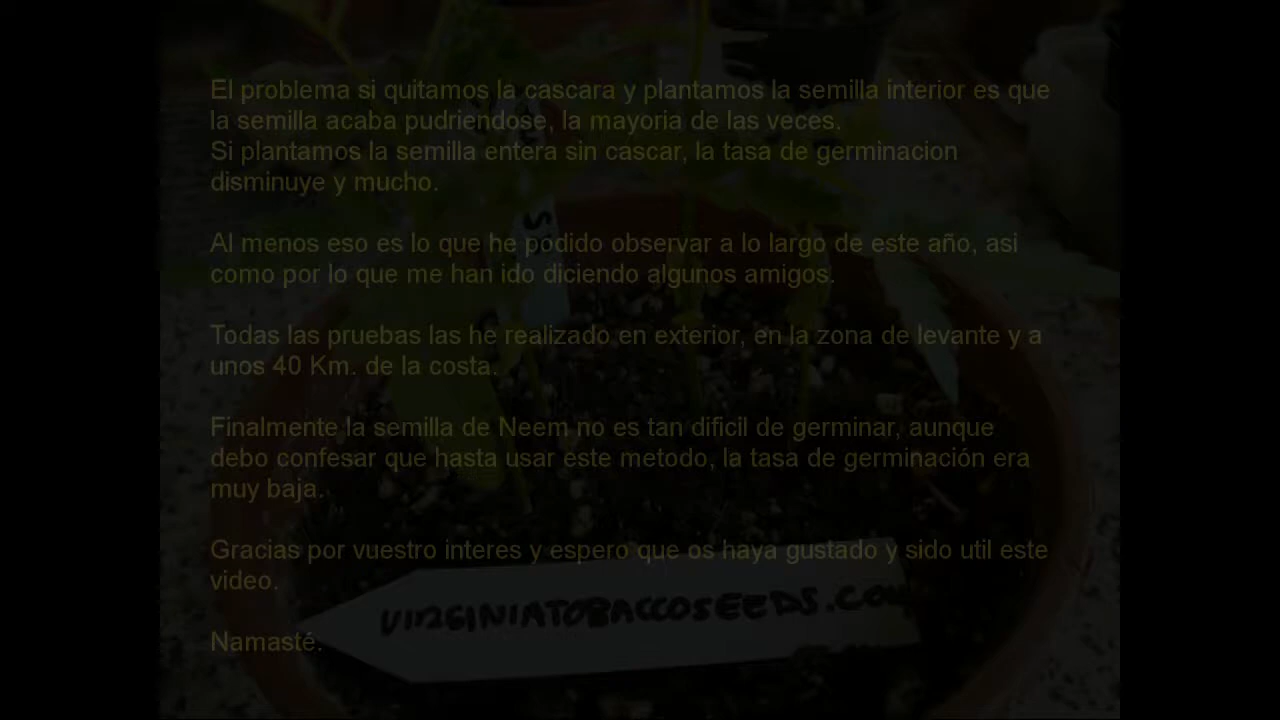 El problema si quitamos la cascara y plantamos la semilla interior es que
la semilla acaba pudriendose, la mayoria de las veces.
Si plantamos la semilla entera sin cascar, la tasa de germinacion
disminuye y mucho.
Al menos eso es lo que he podido observar a lo largo de este año, asi
como por lo que me han ido diciendo algunos amigos.
Todas las pruebas las he realizado en exterior, en la zona de levante y a
unos 40 Km. de la costa.
Finalmente la semilla de Neem no es tan dificil de germinar, aunque
debo confesar que hasta usar este metodo, la tasa de germinación era
muy baja.
Gracias por vuestro interes y espero que os haya gustado y sido util este
video.
VIRGINIATOBACCOSEEDS.COM
Namasté.